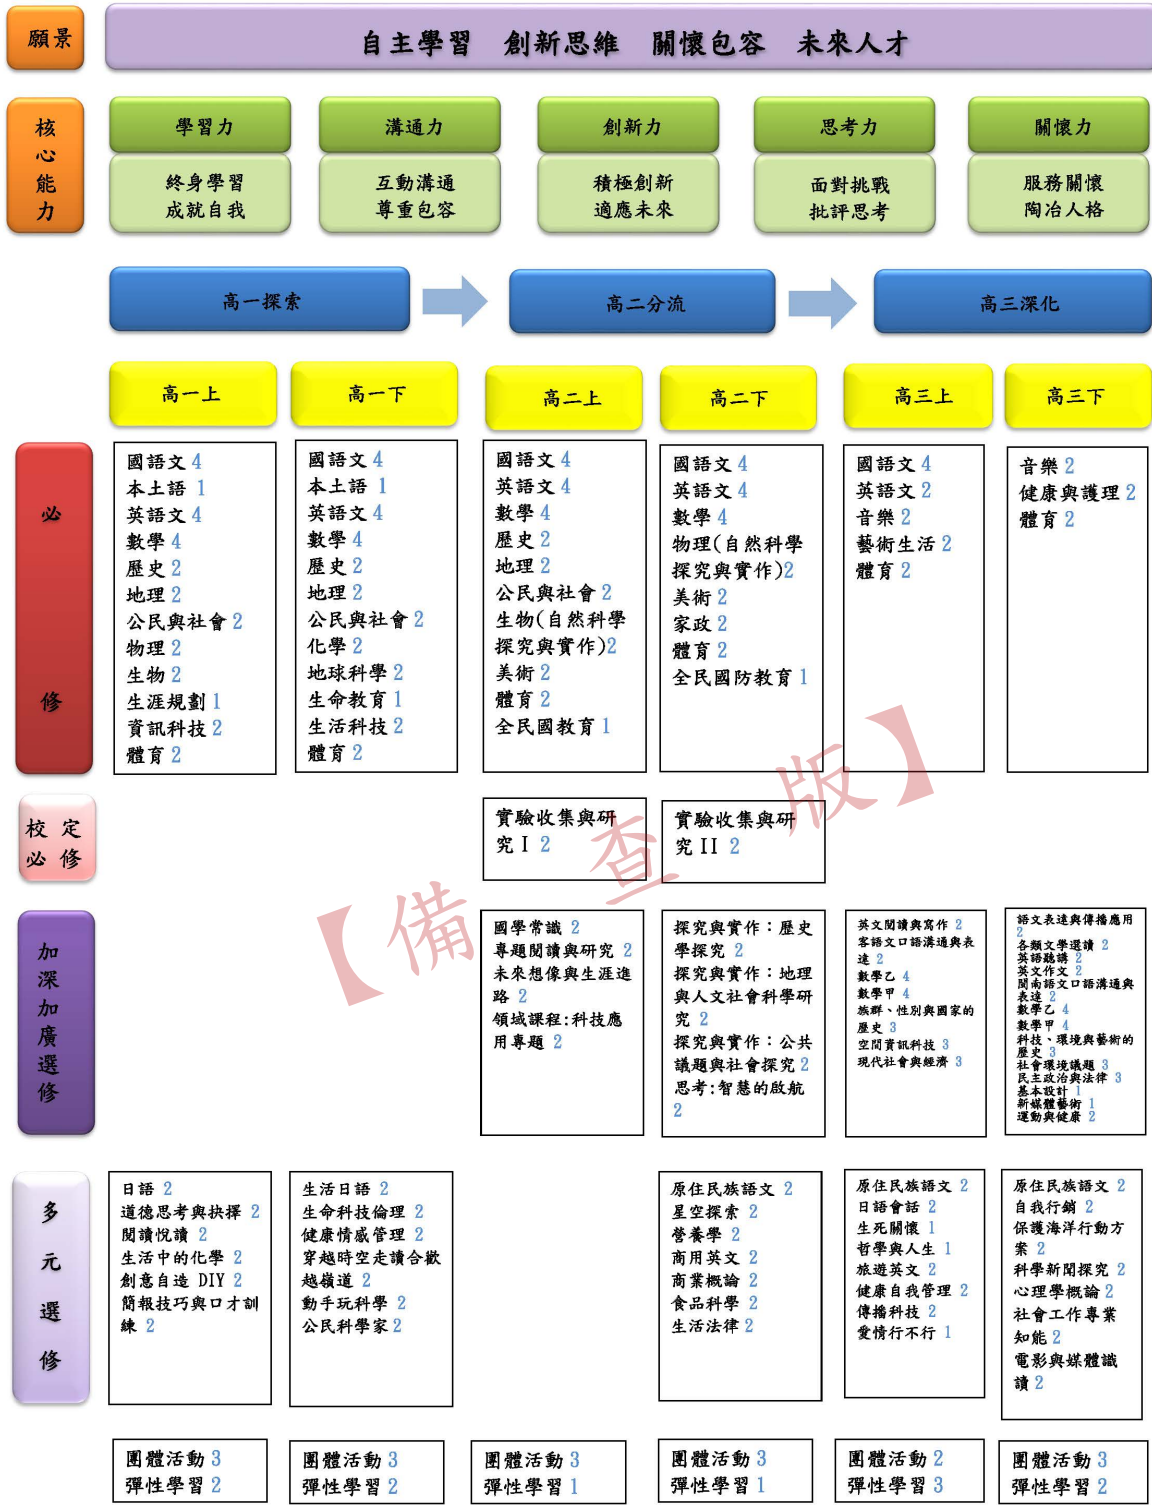 願景
自主學習 創新思維 關懷包容 未來人才
核心能力
學習力
終身學習
成就自我
溝通力
互動溝通
尊重包容
創新力
積極創新
適應未來
思考力
面對挑戰
批評思考
關懷力
服務關懷
陶冶人格
高一探索
高二分流
高三深化
高一上
高一下
高二上
高二下
高三上
高三下
必修
國語文 4
本土語 1
英語文 4
數學 4
歷史 2
地理 2
公民與社會 2
物理 2
生物 2
生涯規劃 1
資訊科技 2
體育 2
國語文 4
本土語 1
英語文 4
數學 4
歷史 2
地理 2
公民與社會 2
化學 2
地球科學 2
生命教育 1
生活科技 2
體育 2
國語文 4
英語文 4
數學 4
歷史 2
地理 2
公民與社會 2
生物(自然科學
探究與實作)2
美術 2
體育 2
全民國教育 1
國語文 4
英語文 4
數學 4
物理(自然科學
探究與實作)2
美術 2
家政 2
體育 2
全民國防教育 1
國語文 4
英語文 2
音樂 2
藝術生活 2
體育 2
音樂 2
健康與護理 2
體育 2
校定
必修
實驗收集與研
究 I 2
實驗收集與研
究 II 2
【備查版】
加深加廣選修
國學常識 2
專題閱讀與研究 2
未來想像與生涯進
路 2
領域課程:科技應
用專題 2
探究與實作：歷史
學探究 2
探究與實作：地理
與人文社會科學研
究 2
探究與實作：公共
議題與社會探究 2
思考:智慧的啟航
2
英文閱讀與寫作 2
客語文口語溝通與表
達 2
數學乙 4
數學甲 4
族群、性別與國家的
歷史 3
空間資訊科技 3
現代社會與經濟 3
語文表達與傳播應用
2
各類文學選讀 2
英語聽講 2
英文作文 2
閩南語文口語溝通與
表達 2
數學乙 4
數學甲 4
科技、環境與藝術的
歷史 3
社會環境議題 3
民主政治與法律 3
基本設計 1
新媒體藝術 1
運動與健康 2
多元選修
日語 2
道德思考與抉擇 2
閱讀悅讀 2
生活中的化學 2
創意自造 DIY 2
簡報技巧與口才訓
練 2
生活日語 2
生命科技倫理 2
健康情感管理 2
穿越時空走讀合歡
越嶺道 2
動手玩科學 2
公民科學家 2
原住民族語文 2
星空探索 2
營養學 2
商用英文 2
商業概論 2
食品科學 2
生活法律 2
原住民族語文 2
日語會話 2
生死關懷 1
哲學與人生 1
旅遊英文 2
健康自我管理 2
傳播科技 2
愛情行不行 1
原住民族語文 2
自我行銷 2
保護海洋行動方
案 2
科學新聞探究 2
心理學概論 2
社會工作專業
知能 2
電影與媒體識
讀 2
團體活動 3
彈性學習 2
團體活動 3
彈性學習 2
團體活動 3
彈性學習 1
團體活動 3
彈性學習 1
團體活動 2
彈性學習 3
團體活動 3
彈性學習 2